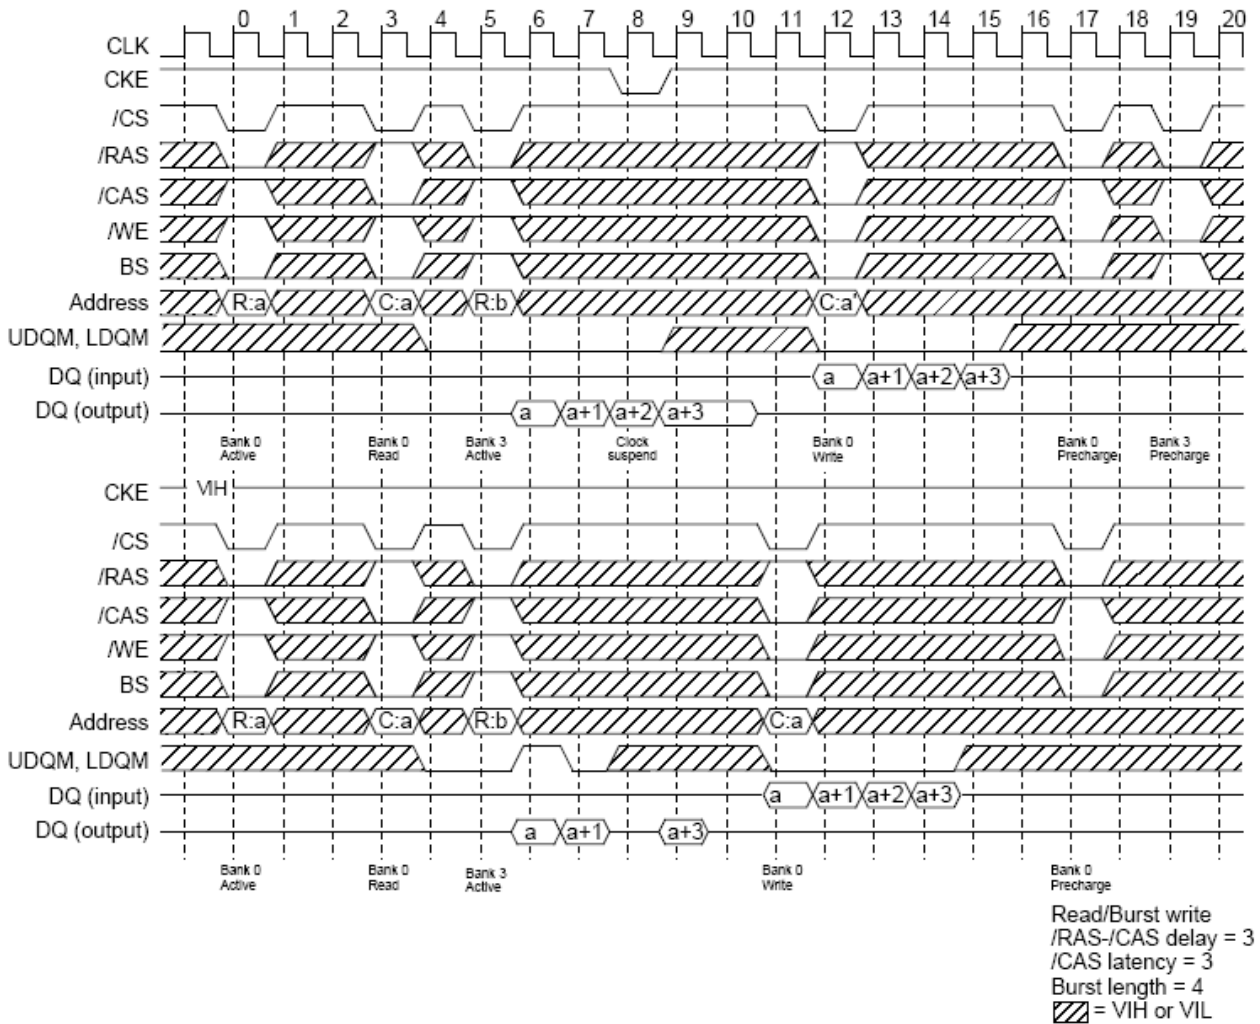 0 1 2 3 4 5 6 7 8 9 10 11 12 13 14 15 16 17 18 19 20
CLK
CKE
/CS
/RAS
/CAS
/WE
BS
Address R:a C:a R:b C:a'
UDQM, LDQM
DQ (input) a a+1 a+2 a+3
DQ (output) a a+1 a+2 a+3
Bank 0 Bank 0 Bank 3 Clock Bank 0 Bank 0 Bank 3
Active Read Active suspend Write Precharge Precharge
CKE VIH
/CS
/RAS
/CAS
/WE
BS
Address R:a C:a R:b C:a
UDQM, LDQM
DQ (input) a a+1 a+2 a+3
DQ (output) a a+1 a+3
Bank 0 Bank 0 Bank 3 Bank 0 Bank 0
Active Read Active Write Precharge
Read/Burst write
/RAS-/CAS delay = 3
/CAS latency = 3
Burst length = 4
= VIH or VIL